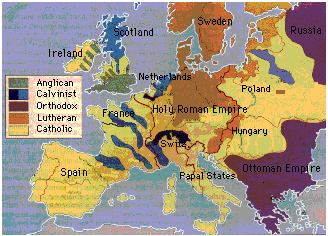 Scotland
Sweden
Russia
Ireland
Netherlands
Anglican
Calvinist
Orthodox
Lutheran
Catholic
Poland
France
Holy Roman Empire
Hungary
Swiss
Spain
Papal States
Ottoman Empire